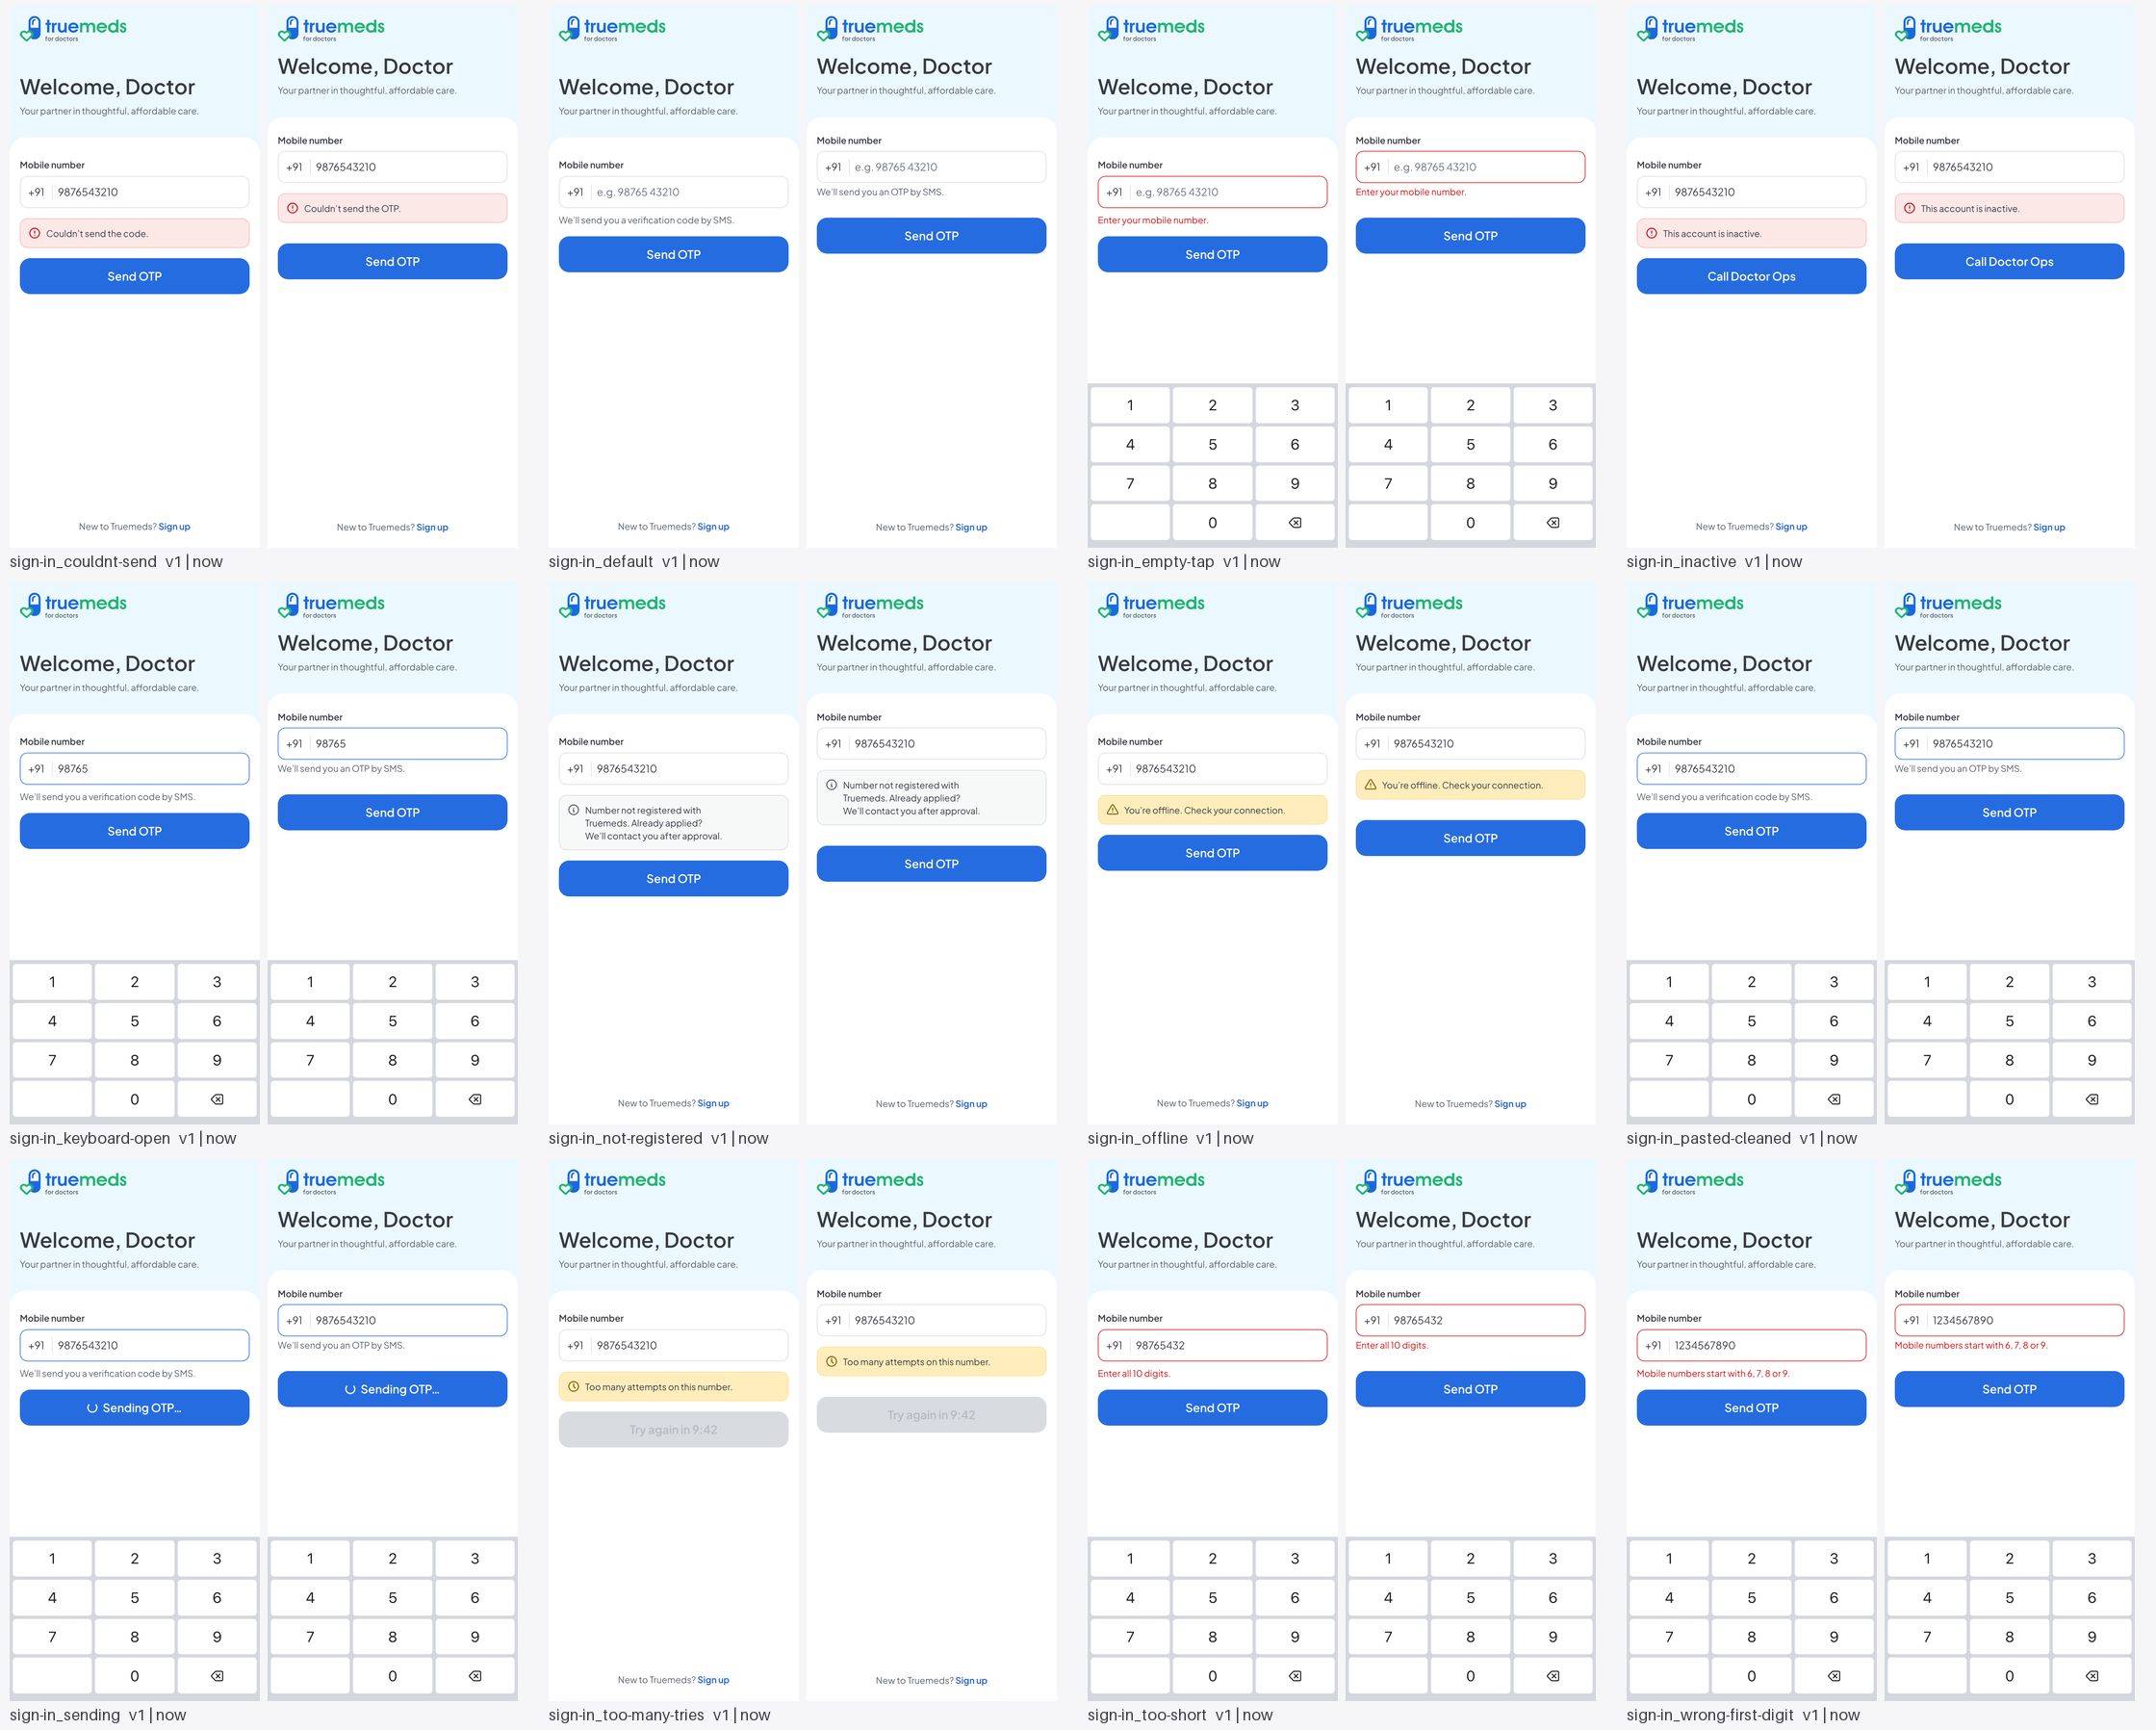 truemeds
for doctors
Welcome, Doctor
Your partner in thoughtful, affordable care.
Mobile number
+91 9876543210
Couldn't send the code.
Send OTP
New to Truemeds? Sign up
truemeds
for doctors
Welcome, Doctor
Your partner in thoughtful, affordable care.
Mobile number
+91 9876543210
Couldn't send the OTP.
Send OTP
New to Truemeds? Sign up
sign-in_couldnt-send v1 | now
truemeds
for doctors
Welcome, Doctor
Your partner in thoughtful, affordable care.
Mobile number
+91 e.g. 98765 43210
We'll send you a verification code by SMS.
Send OTP
New to Truemeds? Sign up
truemeds
for doctors
Welcome, Doctor
Your partner in thoughtful, affordable care.
Mobile number
+91 e.g. 98765 43210
We'll send you an OTP by SMS.
Send OTP
New to Truemeds? Sign up
sign-in_default v1 | now
truemeds
for doctors
Welcome, Doctor
Your partner in thoughtful, affordable care.
Mobile number
+91 e.g. 98765 43210
Enter your mobile number.
Send OTP
1 2 3
4 5 6
7 8 9
0
truemeds
for doctors
Welcome, Doctor
Your partner in thoughtful, affordable care.
Mobile number
+91 e.g. 98765 43210
Enter your mobile number.
Send OTP
1 2 3
4 5 6
7 8 9
0
sign-in_empty-tap v1 | now
truemeds
for doctors
Welcome, Doctor
Your partner in thoughtful, affordable care.
Mobile number
+91 9876543210
This account is inactive.
Call Doctor Ops
New to Truemeds? Sign up
truemeds
for doctors
Welcome, Doctor
Your partner in thoughtful, affordable care.
Mobile number
+91 9876543210
This account is inactive.
Call Doctor Ops
New to Truemeds? Sign up
sign-in_inactive v1 | now
truemeds
for doctors
Welcome, Doctor
Your partner in thoughtful, affordable care.
Mobile number
+91 98765
We'll send you a verification code by SMS.
Send OTP
1 2 3
4 5 6
7 8 9
0
truemeds
for doctors
Welcome, Doctor
Your partner in thoughtful, affordable care.
Mobile number
+91 98765
We'll send you an OTP by SMS.
Send OTP
1 2 3
4 5 6
7 8 9
0
sign-in_keyboard-open v1 | now
truemeds
for doctors
Welcome, Doctor
Your partner in thoughtful, affordable care.
Mobile number
+91 9876543210
Number not registered with
Truemeds. Already applied?
We'll contact you after approval.
Send OTP
New to Truemeds? Sign up
truemeds
for doctors
Welcome, Doctor
Your partner in thoughtful, affordable care.
Mobile number
+91 9876543210
Number not registered with
Truemeds. Already applied?
We'll contact you after approval.
Send OTP
New to Truemeds? Sign up
sign-in_not-registered v1 | now
truemeds
for doctors
Welcome, Doctor
Your partner in thoughtful, affordable care.
Mobile number
+91 9876543210
You're offline. Check your connection.
Send OTP
New to Truemeds? Sign up
truemeds
for doctors
Welcome, Doctor
Your partner in thoughtful, affordable care.
Mobile number
+91 9876543210
You're offline. Check your connection.
Send OTP
New to Truemeds? Sign up
sign-in_offline v1 | now
truemeds
for doctors
Welcome, Doctor
Your partner in thoughtful, affordable care.
Mobile number
+91 9876543210
We'll send you a verification code by SMS.
Send OTP
1 2 3
4 5 6
7 8 9
0
truemeds
for doctors
Welcome, Doctor
Your partner in thoughtful, affordable care.
Mobile number
+91 9876543210
We'll send you an OTP by SMS.
Send OTP
1 2 3
4 5 6
7 8 9
0
sign-in_pasted-cleaned v1 | now
truemeds
for doctors
Welcome, Doctor
Your partner in thoughtful, affordable care.
Mobile number
+91 9876543210
We'll send you a verification code by SMS.
Sending OTP...
1 2 3
4 5 6
7 8 9
0
truemeds
for doctors
Welcome, Doctor
Your partner in thoughtful, affordable care.
Mobile number
+91 9876543210
We'll send you an OTP by SMS.
Sending OTP...
1 2 3
4 5 6
7 8 9
0
sign-in_sending v1 | now
truemeds
for doctors
Welcome, Doctor
Your partner in thoughtful, affordable care.
Mobile number
+91 9876543210
Too many attempts on this number.
Try again in 9:42
New to Truemeds? Sign up
truemeds
for doctors
Welcome, Doctor
Your partner in thoughtful, affordable care.
Mobile number
+91 9876543210
Too many attempts on this number.
Try again in 9:42
New to Truemeds? Sign up
sign-in_too-many-tries v1 | now
truemeds
for doctors
Welcome, Doctor
Your partner in thoughtful, affordable care.
Mobile number
+91 98765432
Enter all 10 digits.
Send OTP
1 2 3
4 5 6
7 8 9
0
truemeds
for doctors
Welcome, Doctor
Your partner in thoughtful, affordable care.
Mobile number
+91 98765432
Enter all 10 digits.
Send OTP
1 2 3
4 5 6
7 8 9
0
sign-in_too-short v1 | now
truemeds
for doctors
Welcome, Doctor
Your partner in thoughtful, affordable care.
Mobile number
+91 1234567890
Mobile numbers start with 6, 7, 8 or 9.
Send OTP
1 2 3
4 5 6
7 8 9
0
truemeds
for doctors
Welcome, Doctor
Your partner in thoughtful, affordable care.
Mobile number
+91 1234567890
Mobile numbers start with 6, 7, 8 or 9.
Send OTP
1 2 3
4 5 6
7 8 9
0
sign-in_wrong-first-digit v1 | now